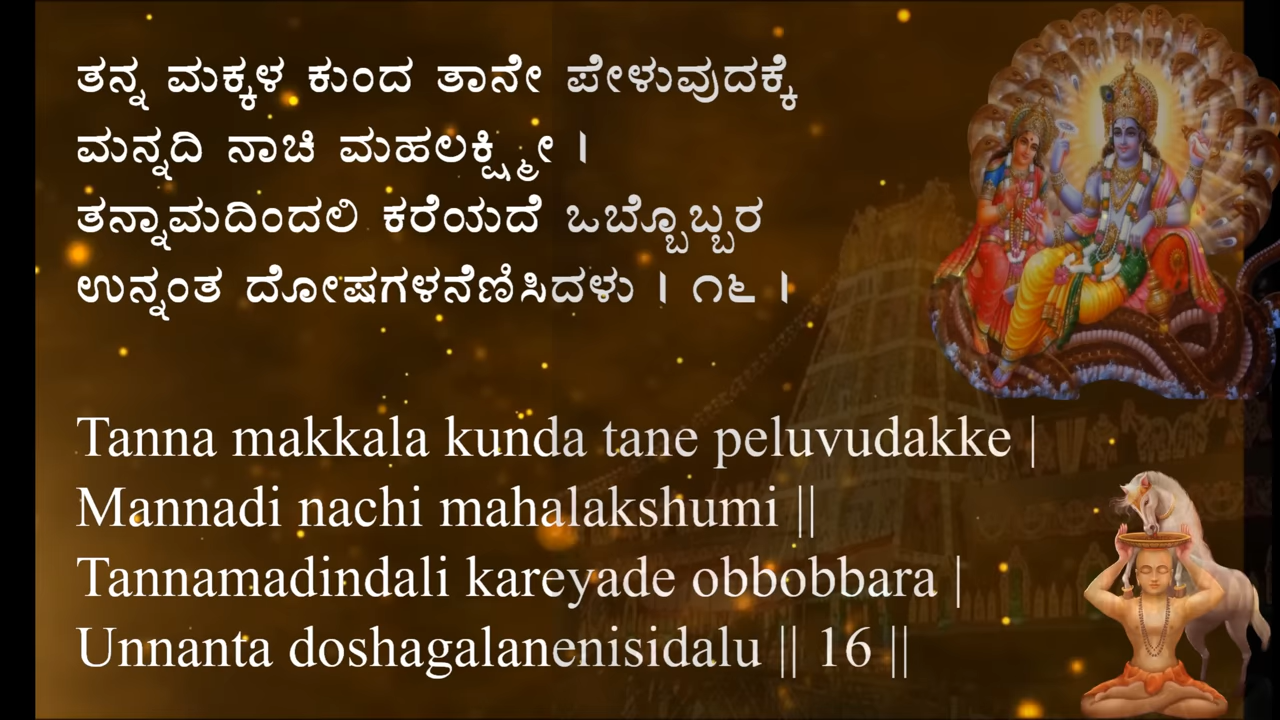 ತನ್ನ ಮಕ್ಕಳ ಕುಂದ ತಾನೇ ಪೇಳುವುದಕ್ಕೆ
ಮನ್ನದಿ ನಾಚಿ ಮಹಲಕ್ಷ್ಮೀ ।
ತನ್ನಾಮದಿಂದಲಿ ಕರೆಯದೆ ಒಬ್ಬೊಬ್ಬರ
ಉನ್ನಂತ ದೋಷಗಳನೆಣಿಸಿದಳು । ೧೬ ।
Tanna makkala kunda tane peluvudakke |
Mannadi nachi mahalakshumi ||
Tannamadindali kareyade obbobbara |
Unnanta doshagalanenisidalu || 16 ||